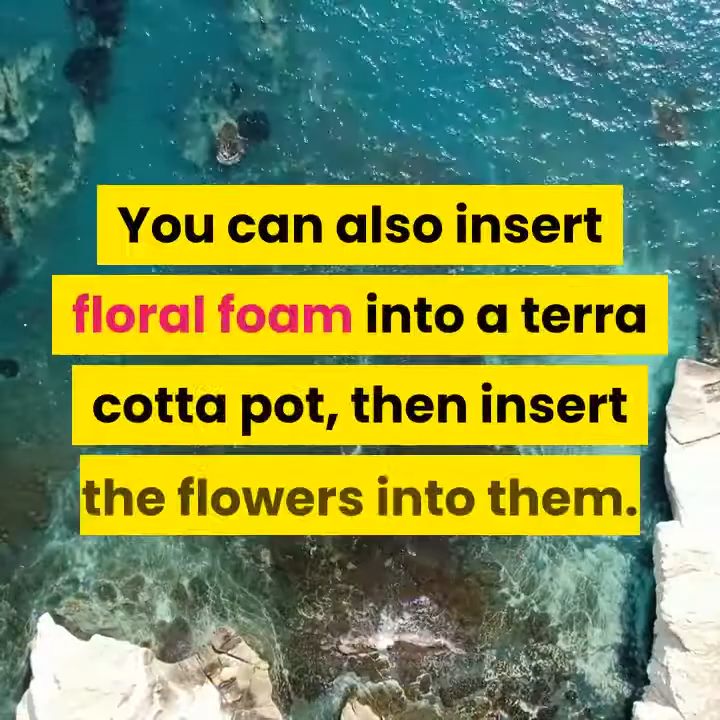 You can also insert
floral foam into a terra
cotta pot, then insert
the flowers into them.